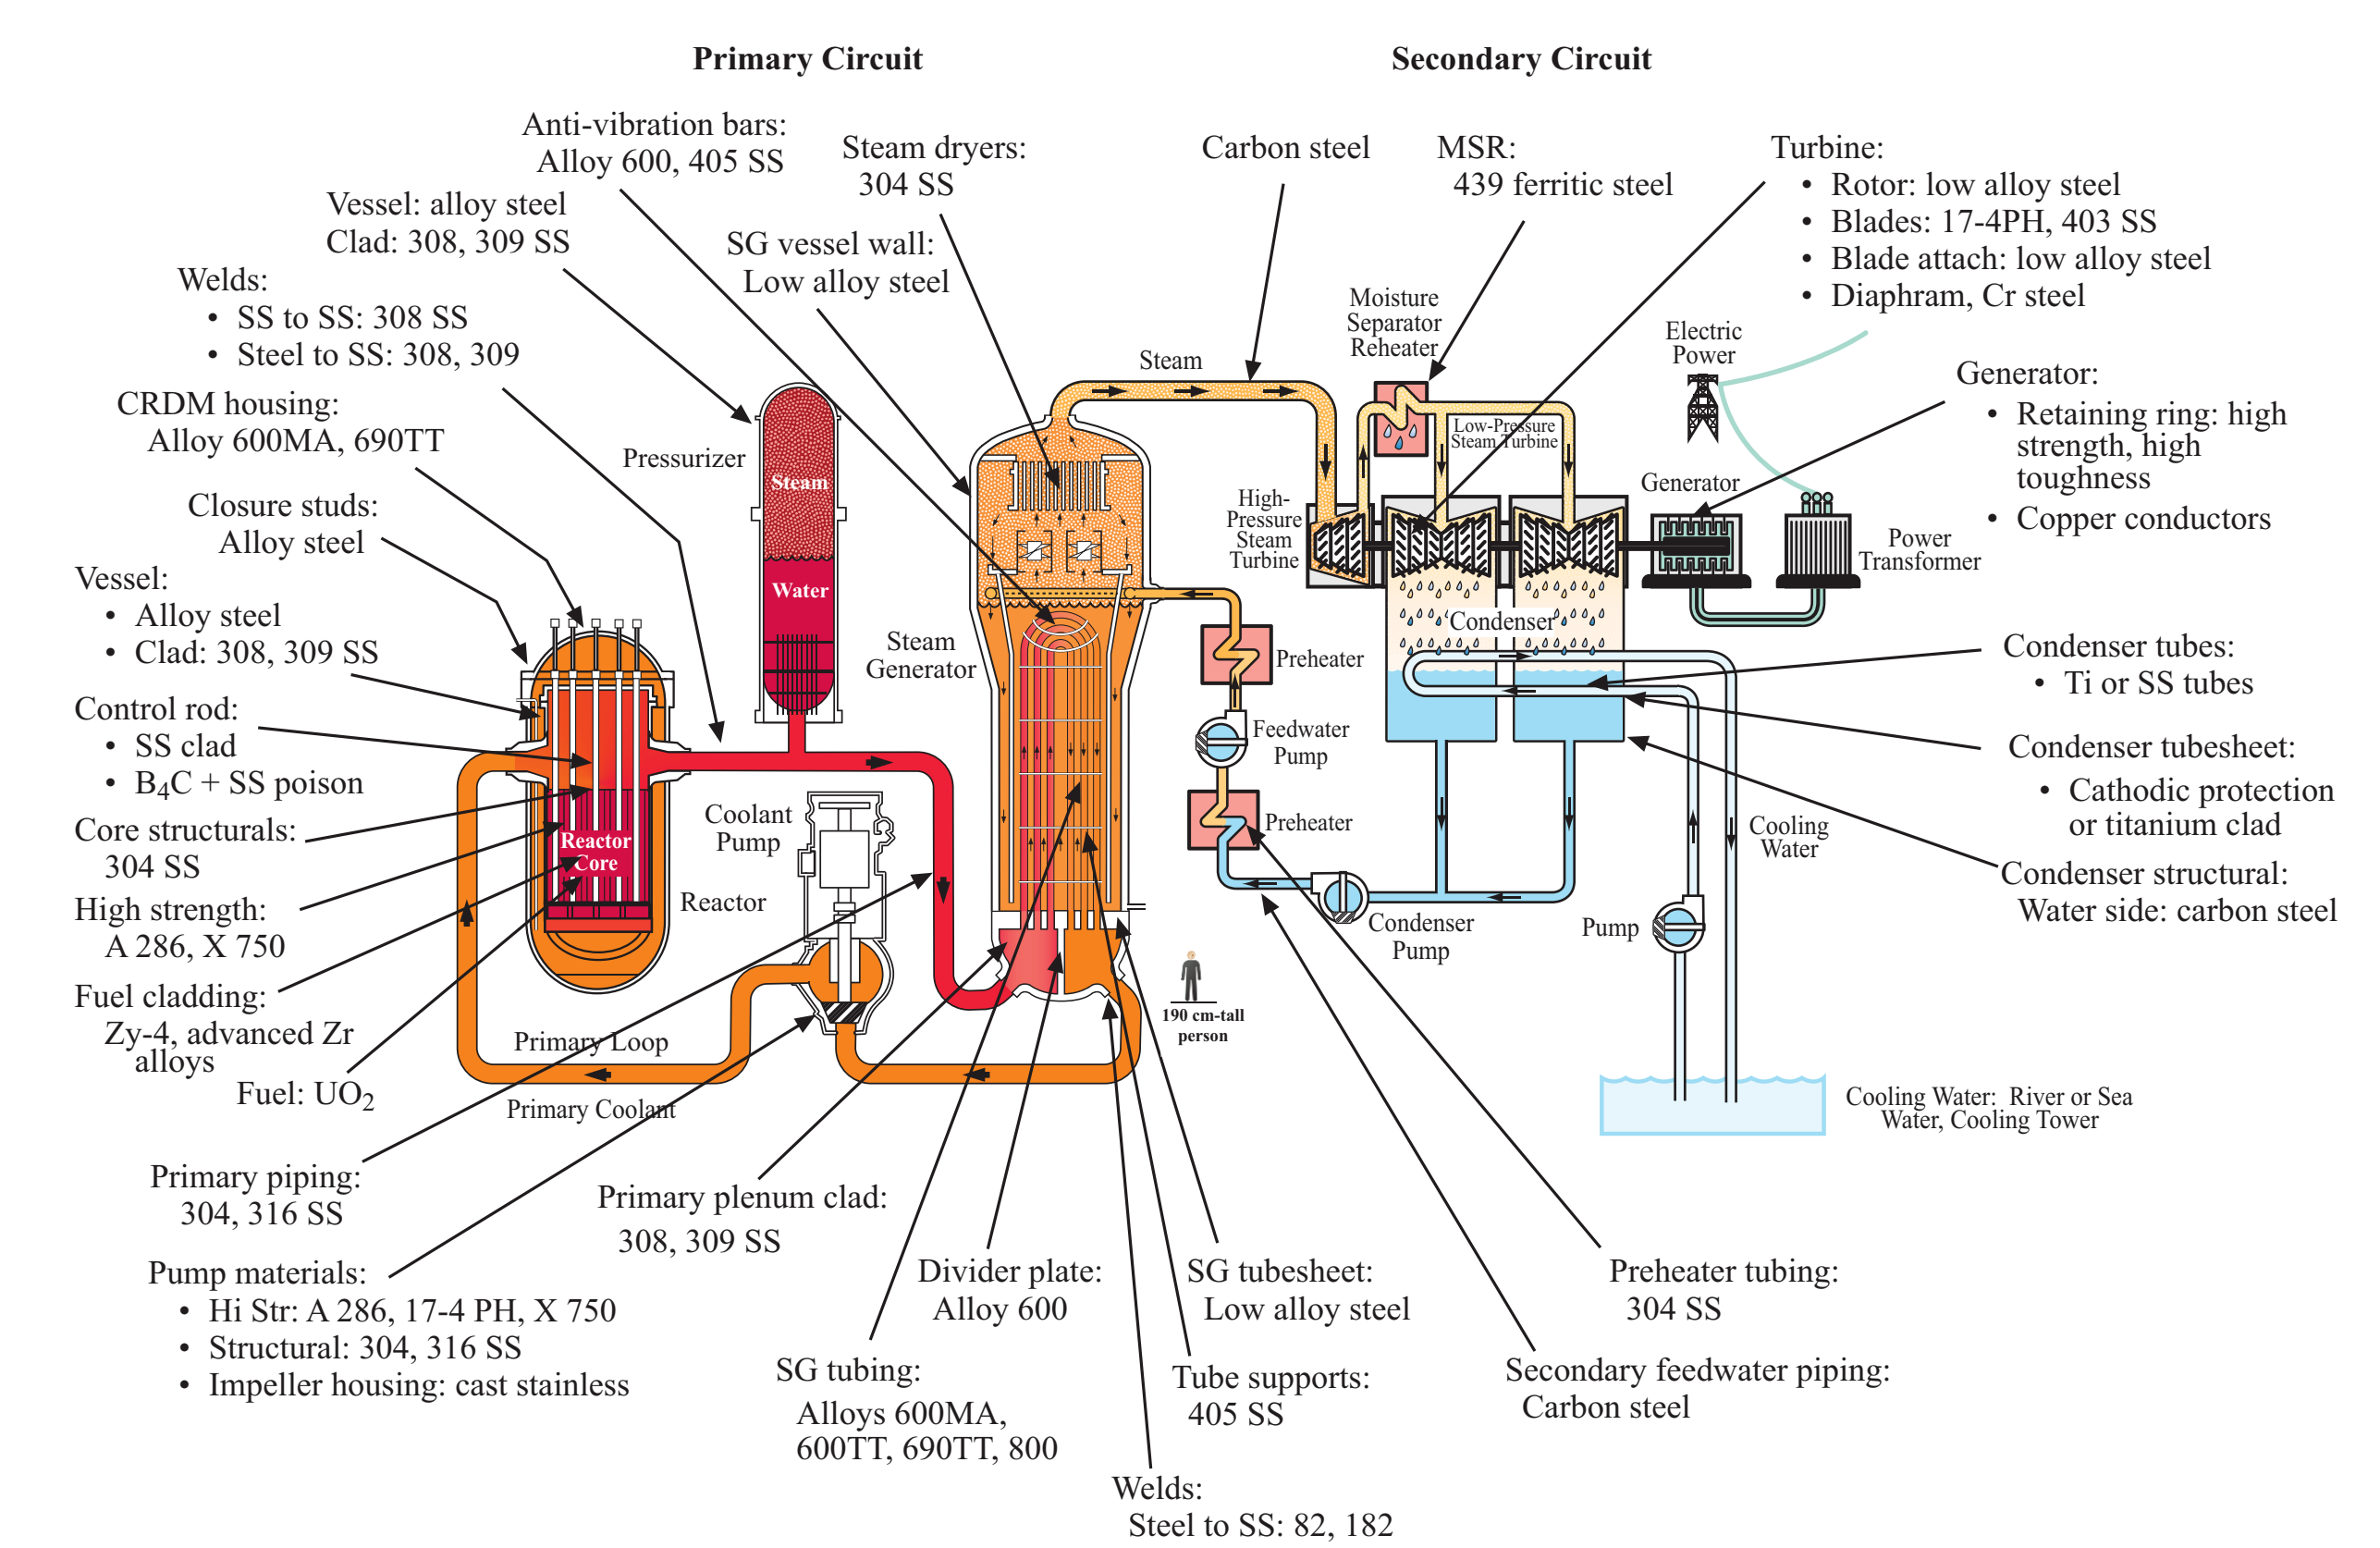 Primary Circuit
Secondary Circuit
Anti-vibration bars:
Alloy 600, 405 SS
Steam dryers:
304 SS
Carbon steel
MSR:
439 ferritic steel
Turbine:
• Rotor: low alloy steel
• Blades: 17-4PH, 403 SS
• Blade attach: low alloy steel
• Diaphram, Cr steel
Vessel: alloy steel
Clad: 308, 309 SS
SG vessel wall:
Low alloy steel
Welds:
• SS to SS: 308 SS
• Steel to SS: 308, 309
Moisture
Separator
Reheater
Electric
Power
Steam
Generator:
• Retaining ring: high
strength, high
toughness
• Copper conductors
CRDM housing:
Alloy 600MA, 690TT
Pressurizer
Steam
Water
Low-Pressure
Steam Turbine
High-
Pressure
Steam
Turbine
Generator
Power
Transformer
Closure studs:
Alloy steel
Vessel:
• Alloy steel
• Clad: 308, 309 SS
Steam
Generator
Condenser
Preheater
Condenser tubes:
• Ti or SS tubes
Control rod:
• SS clad
• B4C + SS poison
Feedwater
Pump
Condenser tubesheet:
• Cathodic protection
or titanium clad
Core structurals:
304 SS
Reactor
Core
Coolant
Pump
Preheater
Cooling
Water
Condenser structural:
Water side: carbon steel
High strength:
A 286, X 750
Reactor
Condenser
Pump
Pump
Fuel cladding:
Zy-4, advanced Zr
alloys
190 cm-tall
person
Fuel: UO2
Primary Loop
Primary Coolant
Cooling Water: River or Sea
Water, Cooling Tower
Primary piping:
304, 316 SS
Primary plenum clad:
308, 309 SS
Pump materials:
• Hi Str: A 286, 17-4 PH, X 750
• Structural: 304, 316 SS
• Impeller housing: cast stainless
Divider plate:
Alloy 600
SG tubesheet:
Low alloy steel
Preheater tubing:
304 SS
SG tubing:
Alloys 600MA,
600TT, 690TT, 800
Tube supports:
405 SS
Secondary feedwater piping:
Carbon steel
Welds:
Steel to SS: 82, 182